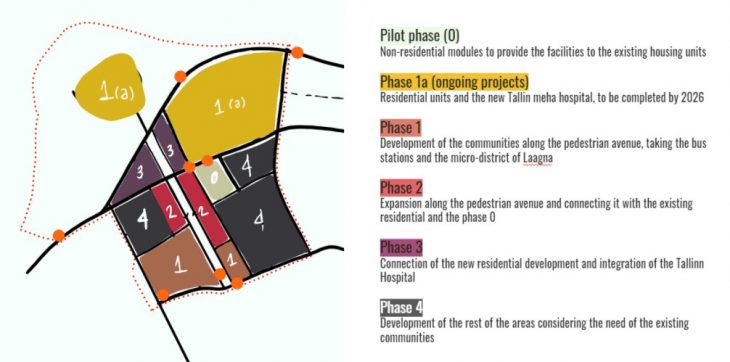 1(a)
1(a)
3
3
0
4
4
2
2
4
1
1
Pilot phase (0)
Non-residential modules to provide the facilities to the existing housing units
Phase 1a (ongoing projects)
Residential units and the new Tallin meha hospital, to be completed by 2026
Phase 1
Development of the communities along the pedestrian avenue, taking the bus
stations and the micro-district of Laagna
Phase 2
Expansion along the pedestrian avenue and connecting it with the existing
residential and the phase 0
Phase 3
Connection of the new residential development and integration of the Tallinn
Hospital
Phase 4
Development of the rest of the areas considering the need of the existing
communities